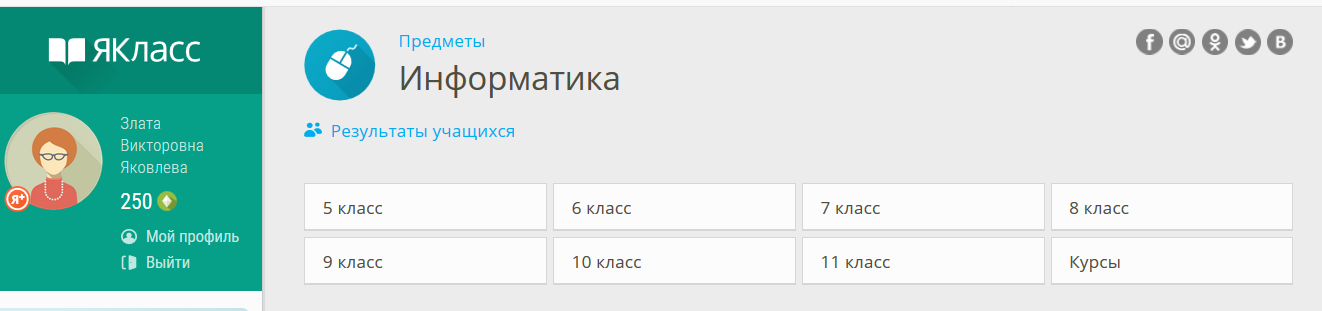 ЯКласс
Злата
Викторовна
Яковлева
Я+
250
Мой профиль
Выйти
Предметы
Информатика
Результаты учащихся
f @ В
5 класс 6 класс 7 класс 8 класс
9 класс 10 класс 11 класс Курсы